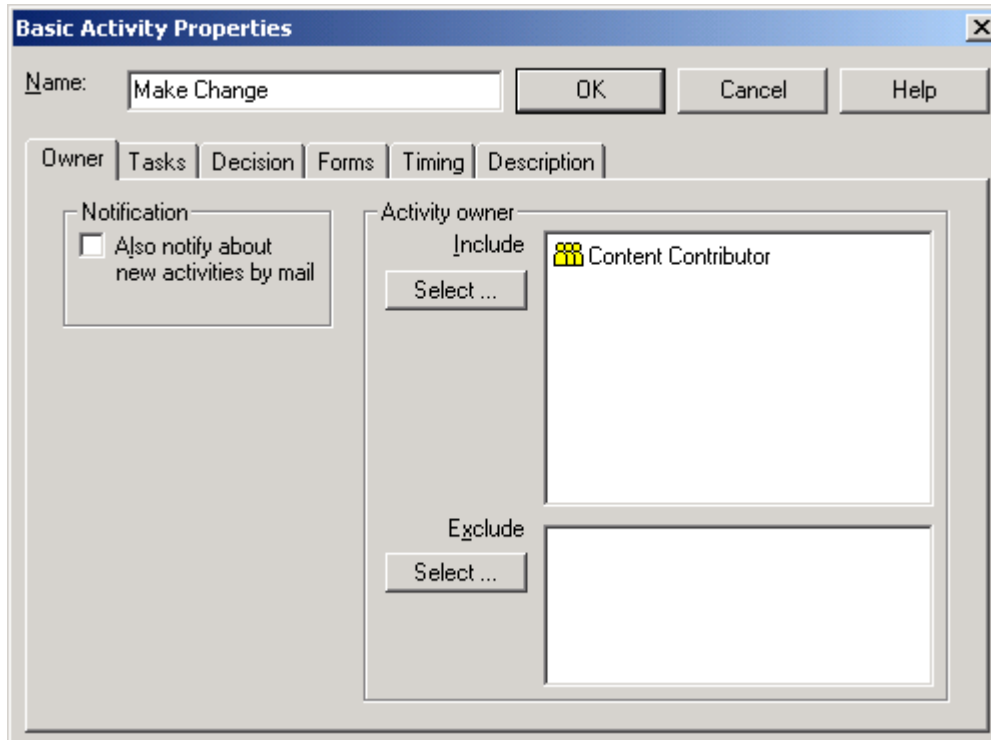 Basic Activity Properties
Name: Make Change OK Cancel Help
Owner Tasks Decision Forms Timing Description
Notification
Also notify about
new activities by mail
Activity owner
Include
Select ...
Content Contributor
Exclude
Select ...